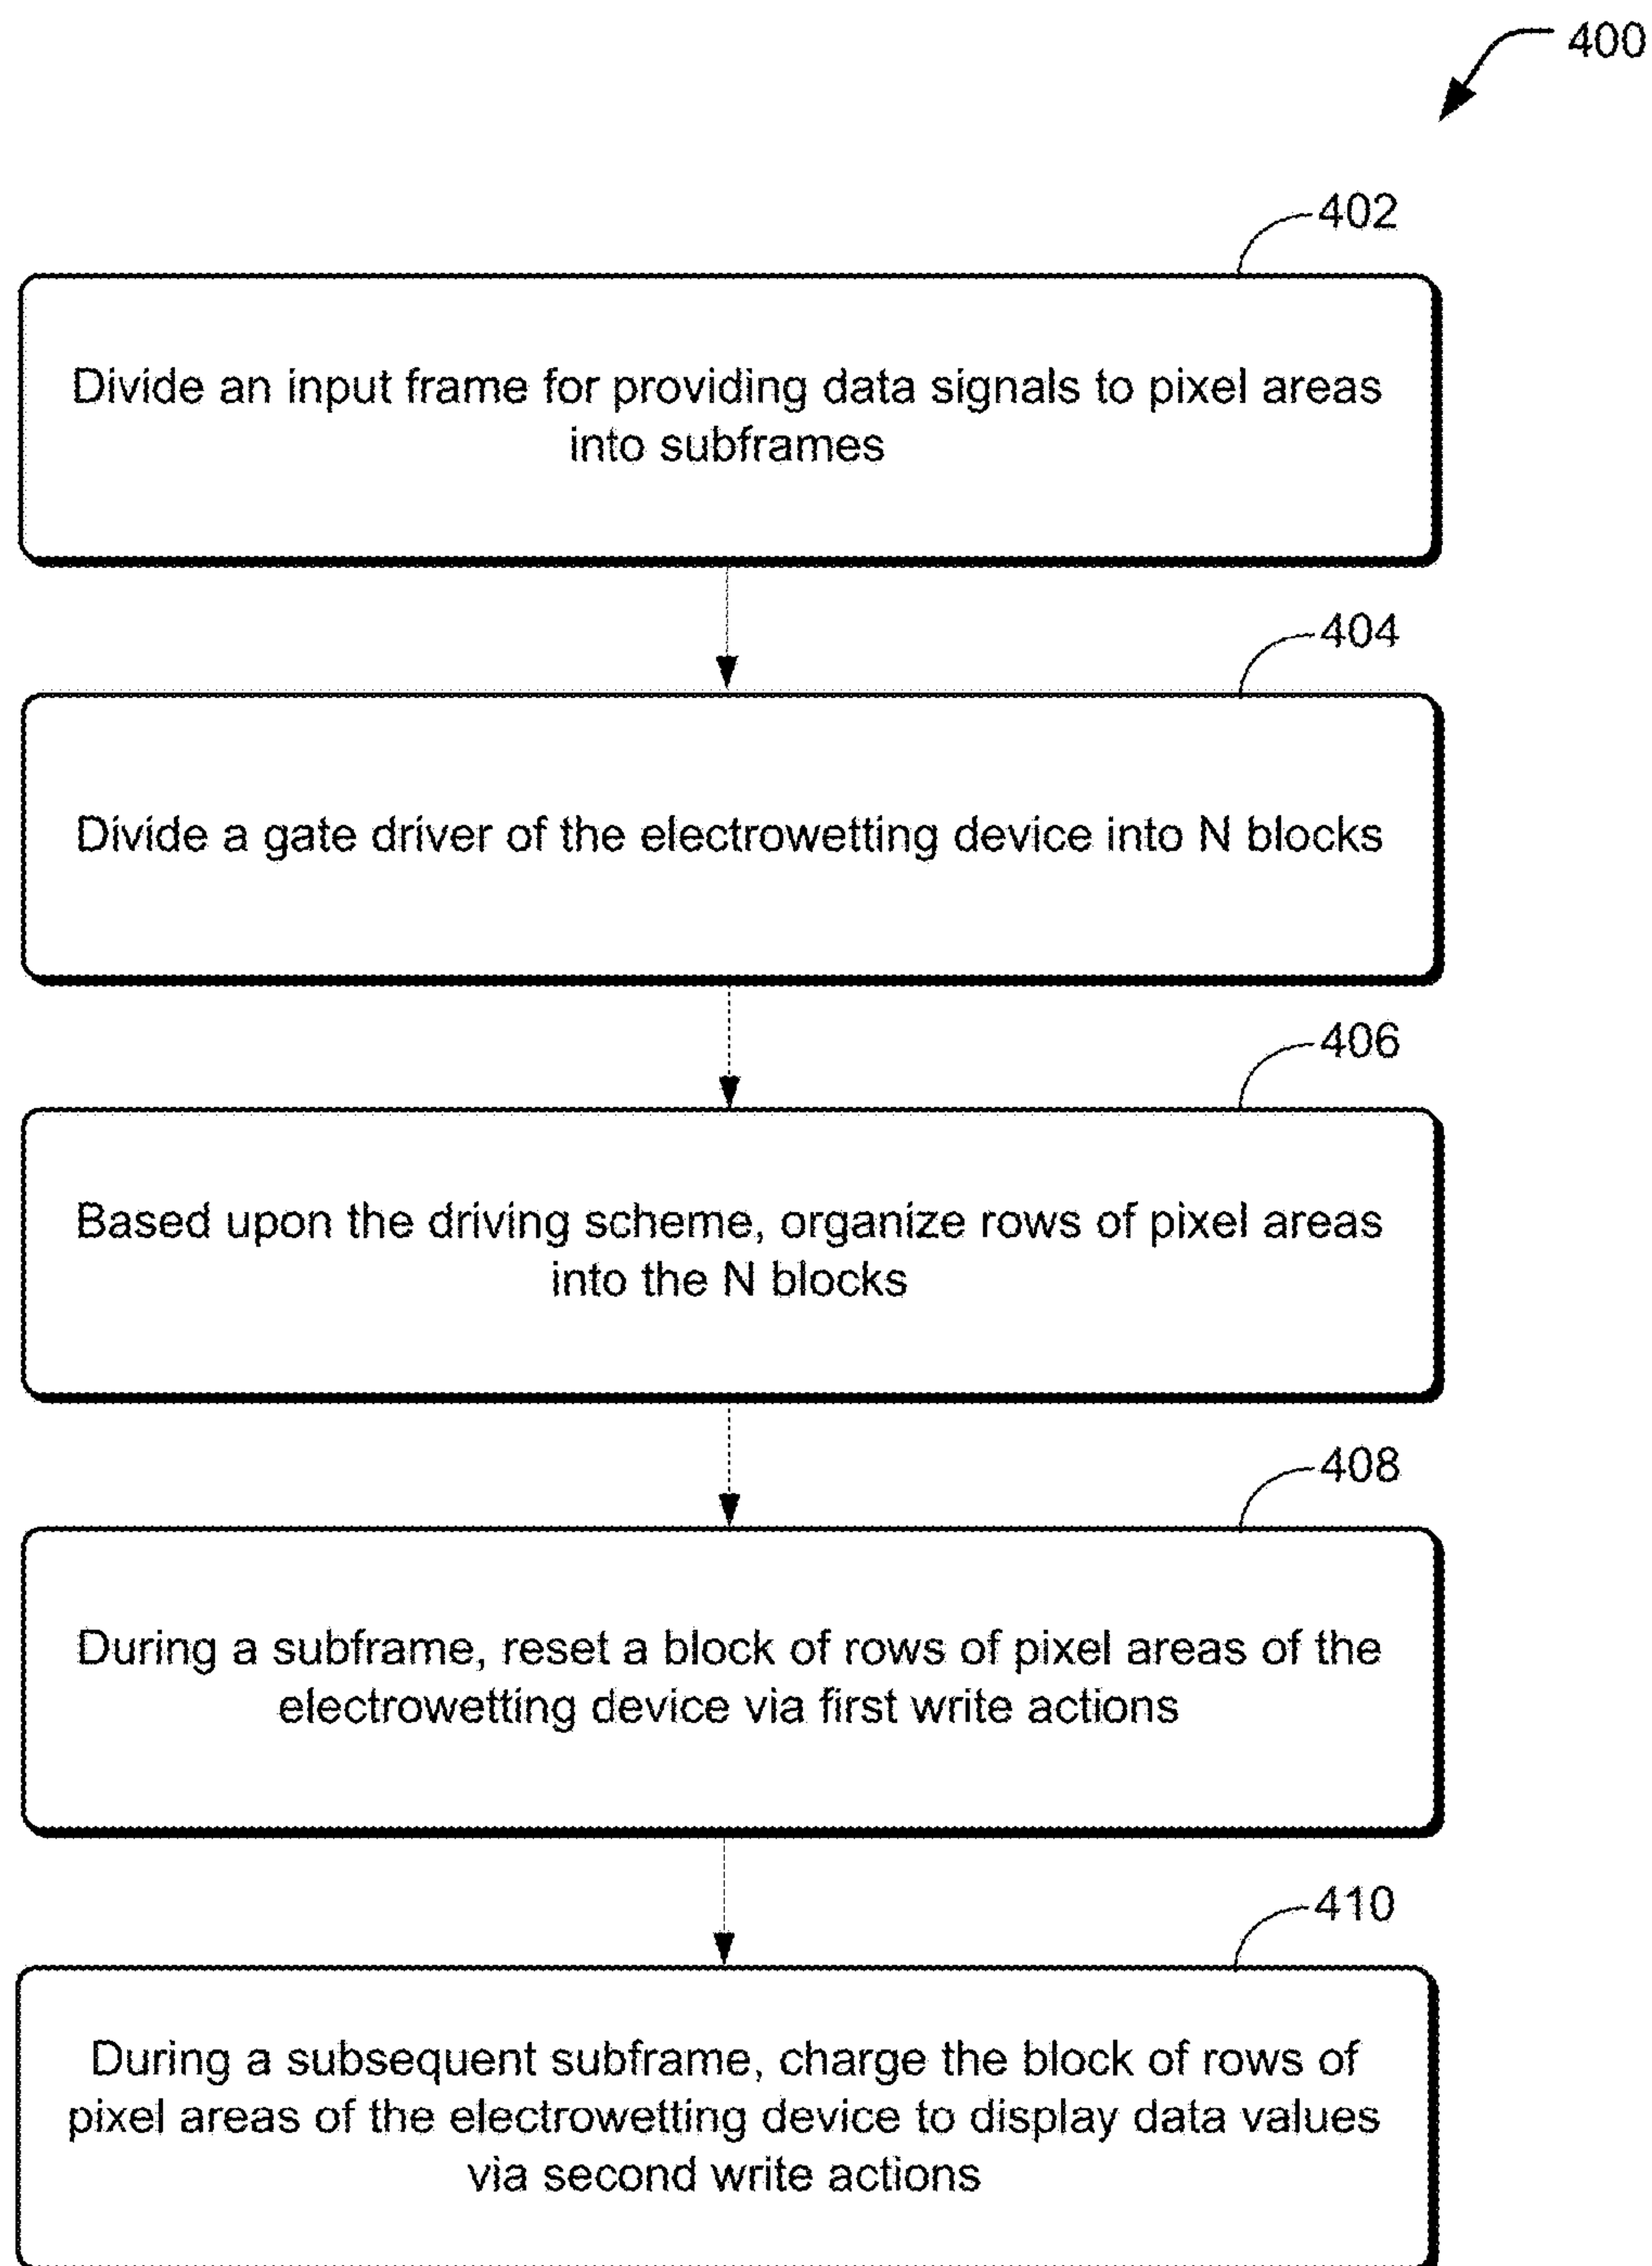 400
402
Divide an input frame for providing data signals to pixel areas
into subframes
404
Divide a gate driver of the electrowetting device into N blocks
406
Based upon the driving scheme, organize rows of pixel areas
into the N blocks
408
During a subframe, reset a block of rows of pixel areas of the
electrowetting device via first write actions
410
During a subsequent subframe, charge the block of rows of
pixel areas of the electrowetting device to display data values
via second write actions